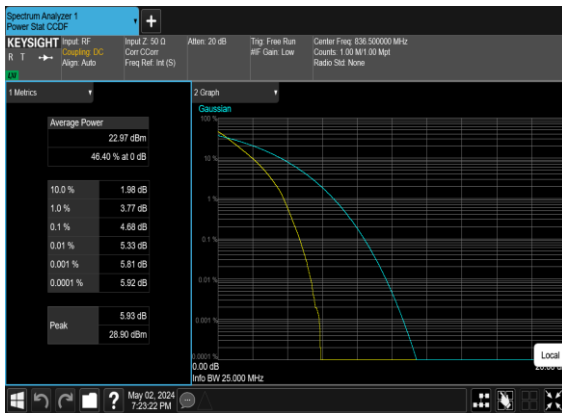 Spectrum Analyzer 1
Power Stat CCDF
KEYSIGHT
R T
Input: RF
Coupling: DC
Align: Auto
Input Z: 50 Ω
Corr CCorr
Freq Ref: Int (S)
Atten: 20 dB
Trig: Free Run
#IF Gain: Low
Center Freq: 836.500000 MHz
Counts: 1.00 M/1.00 Mpt
Radio Std: None
1 Metrics
Average Power
22.97 dBm
46.40 % at 0 dB
10.0 % 1.98 dB
1.0 % 3.77 dB
0.1 % 4.68 dB
0.01 % 5.33 dB
0.001 % 5.81 dB
0.0001 % 5.92 dB
Peak 5.93 dB
28.90 dBm
2 Graph
Gaussian
100 %
10 %
1 %
0.1 %
0.01 %
0.001 %
0.0001 %
0.00 dB
Info BW 25.000 MHz
Local
May 02, 2024
7:23:22 PM